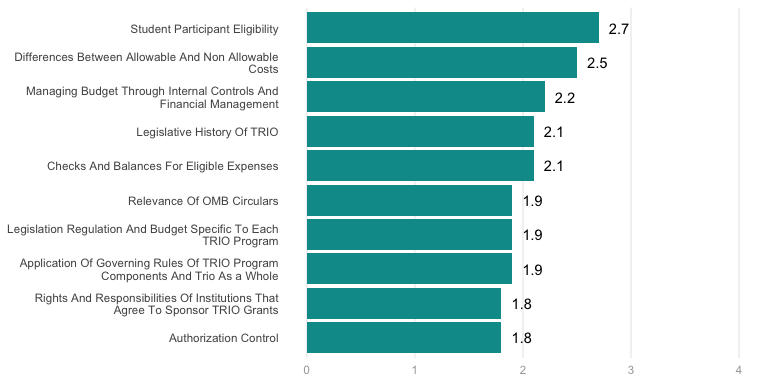 Student Participant Eligibility
2.7
Differences Between Allowable And Non Allowable
Costs
2.5
Managing Budget Through Internal Controls And
Financial Management
2.2
Legislative History Of TRIO
2.1
Checks And Balances For Eligible Expenses
2.1
Relevance Of OMB Circulars
1.9
Legislation Regulation And Budget Specific To Each
TRIO Program
1.9
Application Of Governing Rules Of TRIO Program
Components And Trio As a Whole
1.9
Rights And Responsibilities Of Institutions That
Agree To Sponsor TRIO Grants
1.8
Authorization Control
1.8
0 1 2 3 4